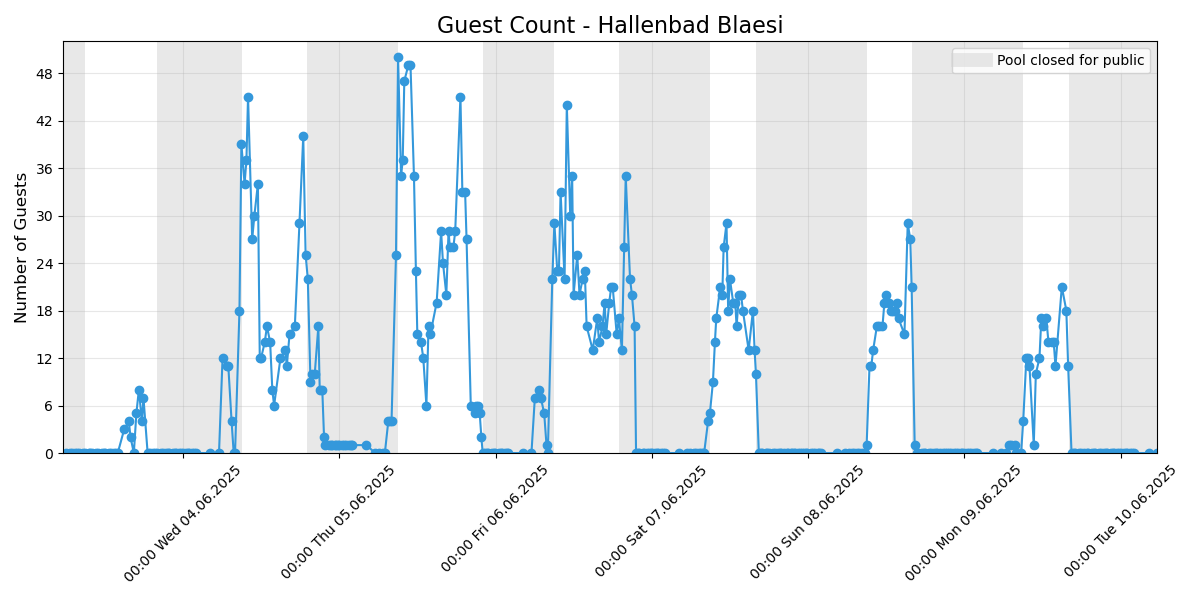 Guest Count - Hallenbad Blaesi
Pool closed for public
Number of Guests
48
42
36
30
24
18
12
6
0
00:00 Wed 04.06.2025
00:00 Thu 05.06.2025
00:00 Fri 06.06.2025
00:00 Sat 07.06.2025
00:00 Sun 08.06.2025
00:00 Mon 09.06.2025
00:00 Tue 10.06.2025